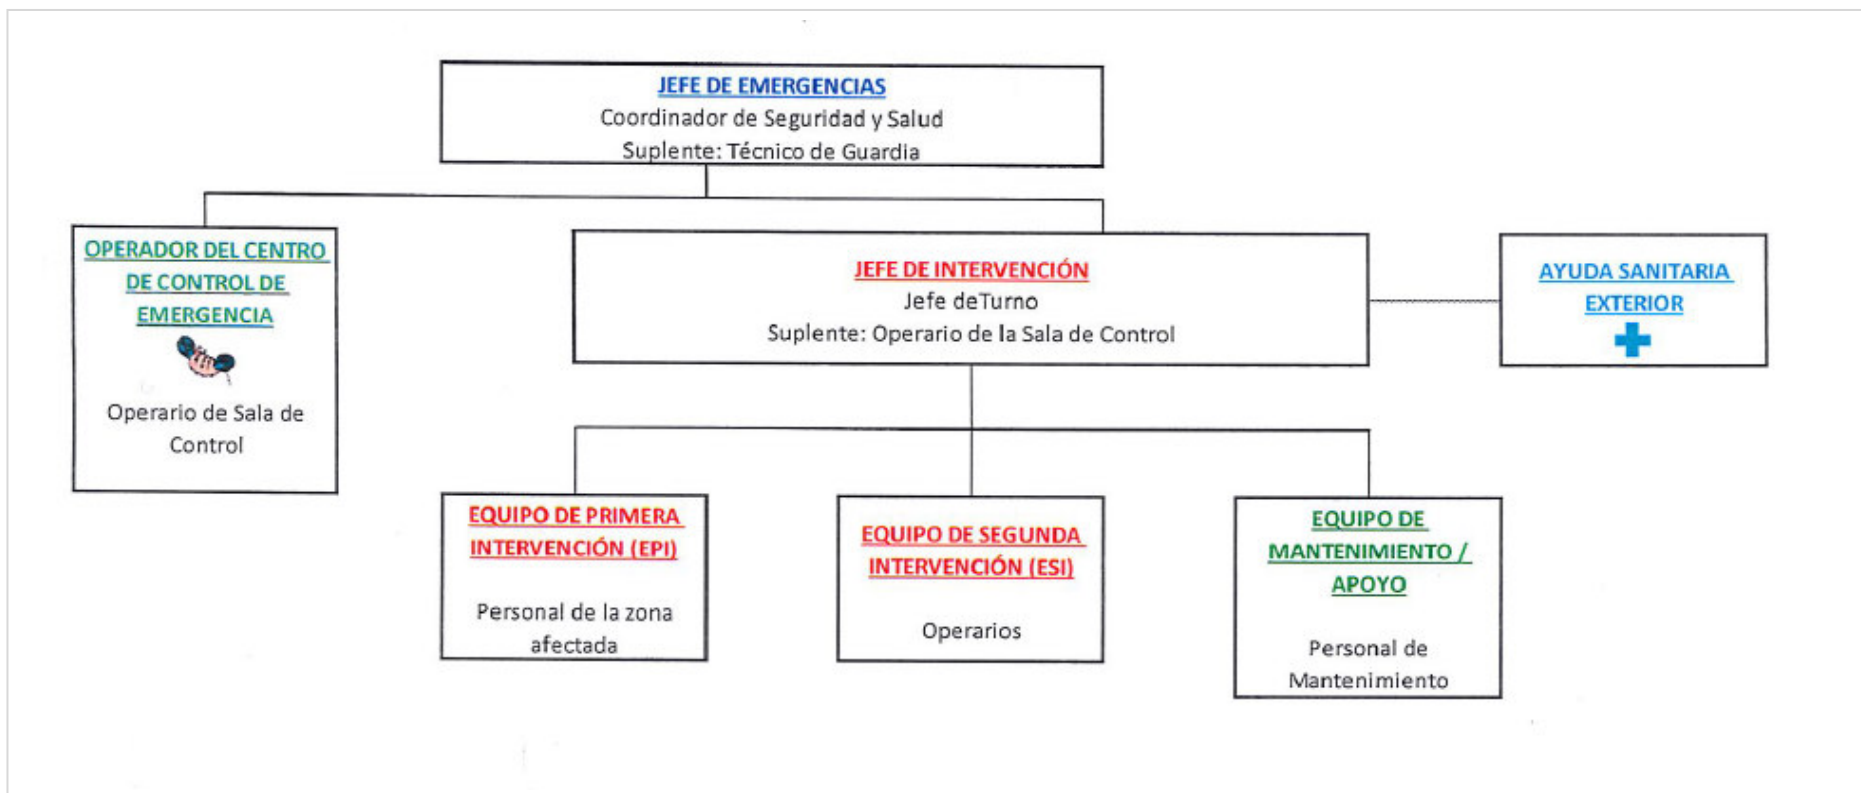 JEFE DE EMERGENCIAS
Coordinador de Seguridad y Salud
Suplente: Técnico de Guardia
OPERADOR DEL CENTRO
DE CONTROL DE
EMERGENCIA
Operario de Sala de
Control
JEFE DE INTERVENCIÓN
Jefe deTurno
Suplente: Operario de la Sala de Control
AYUDA SANITARIA
EXTERIOR
EQUIPO DE PRIMERA
INTERVENCIÓN (EPI)
Personal de la zona
afectada
EQUIPO DE SEGUNDA
INTERVENCIÓN (ESI)
Operarios
EQUIPO DE
MANTENIMIENTO /
APOYO
Personal de
Mantenimiento